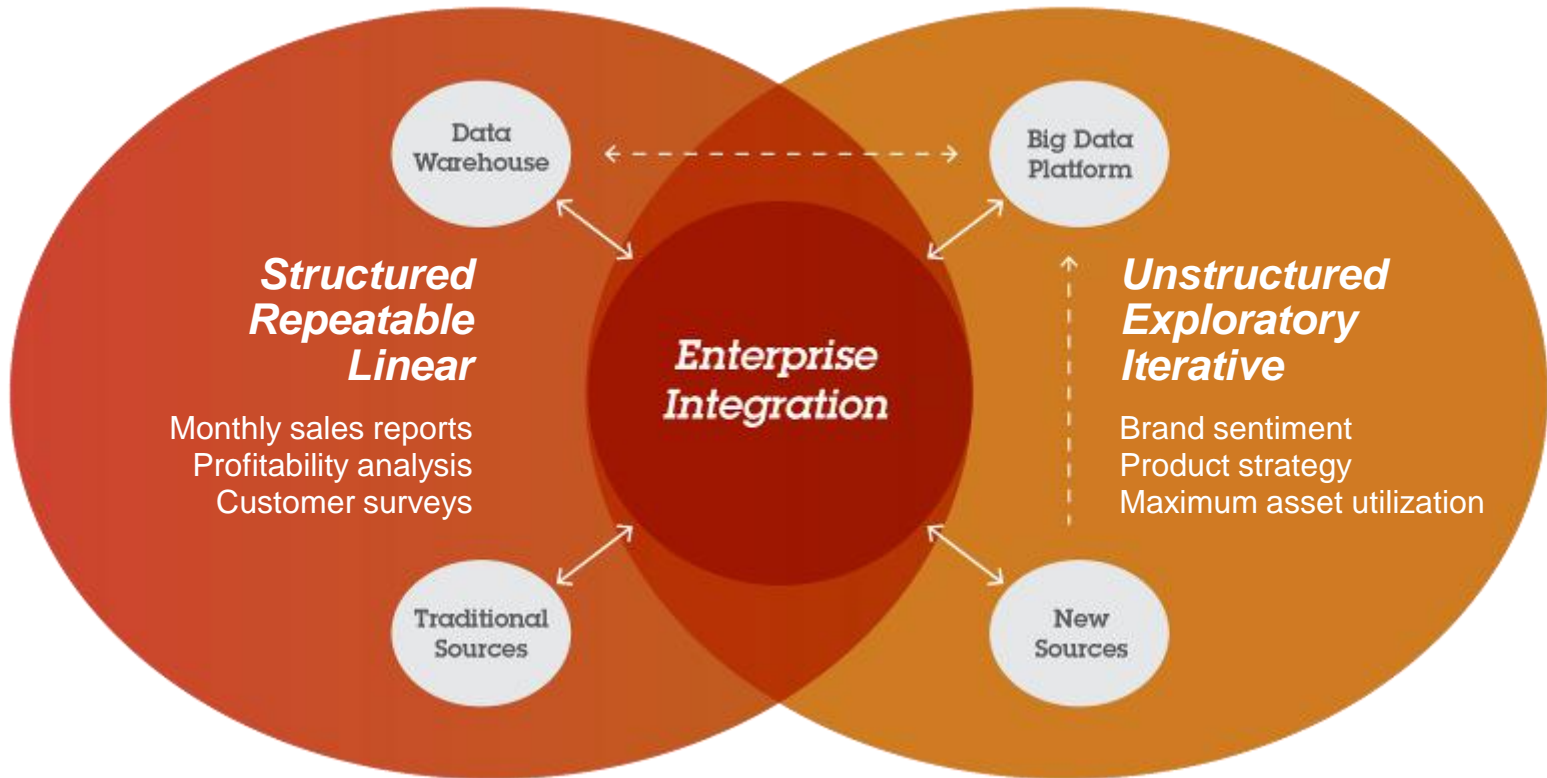 Data
Warehouse
Big Data
Platform
Structured
Repeatable
Linear
Monthly sales reports
Profitability analysis
Customer surveys
Enterprise
Integration
Unstructured
Exploratory
Iterative
Brand sentiment
Product strategy
Maximum asset utilization
Traditional
Sources
New
Sources